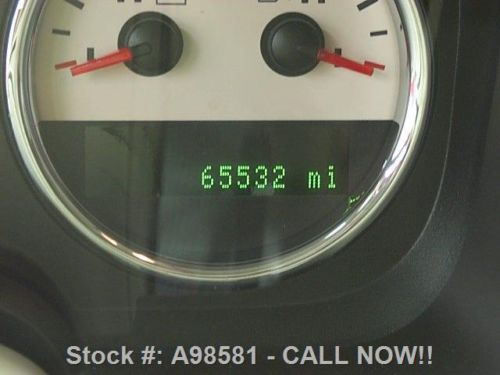 65532 mi
Stock #: A98581 - CALL NOW!!